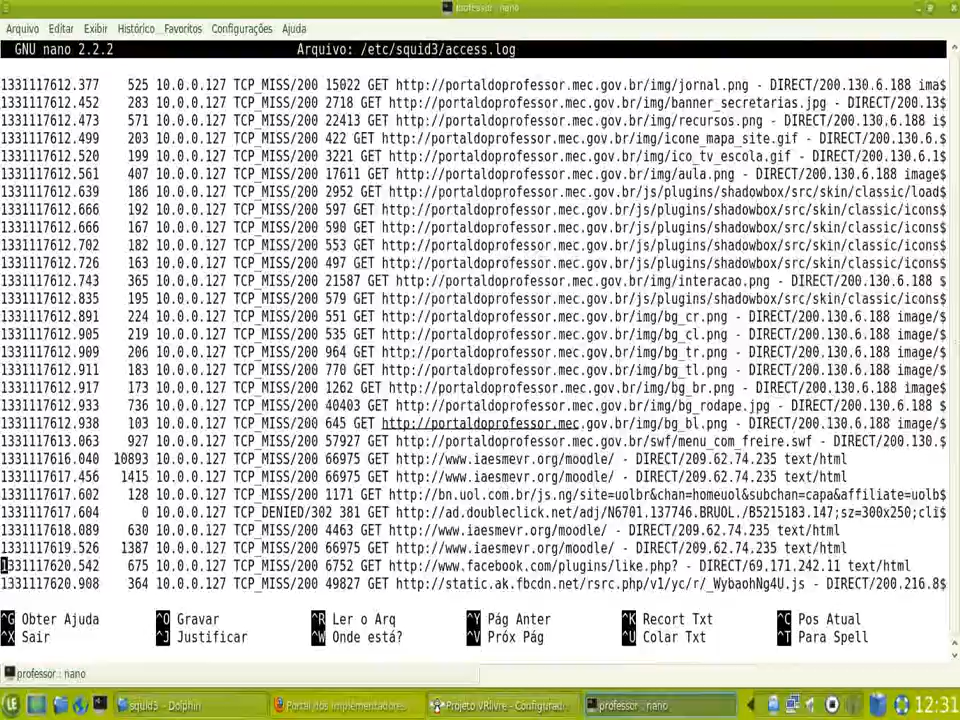 professor : nano
Arquivo Editar Exibir Histórico Favoritos Configurações Ajuda
GNU nano 2.2.2 Arquivo: /etc/squid3/access.log
1331117612.377 525 10.0.0.127 TCP_MISS/200 15022 GET http://portaldoprofessor.mec.gov.br/img/jornal.png - DIRECT/200.130.6.188 ima$
1331117612.452 283 10.0.0.127 TCP_MISS/200 2718 GET http://portaldoprofessor.mec.gov.br/img/banner_secretarias.jpg - DIRECT/200.13$
1331117612.473 571 10.0.0.127 TCP_MISS/200 22413 GET http://portaldoprofessor.mec.gov.br/img/recursos.png - DIRECT/200.130.6.188 i$
1331117612.499 203 10.0.0.127 TCP_MISS/200 422 GET http://portaldoprofessor.mec.gov.br/img/icone_mapa_site.gif - DIRECT/200.130.6.$
1331117612.520 199 10.0.0.127 TCP_MISS/200 3221 GET http://portaldoprofessor.mec.gov.br/img/ico_tv_escola.gif - DIRECT/200.130.6.1$
1331117612.561 407 10.0.0.127 TCP_MISS/200 17611 GET http://portaldoprofessor.mec.gov.br/img/aula.png - DIRECT/200.130.6.188 image$
1331117612.639 186 10.0.0.127 TCP_MISS/200 2952 GET http://portaldoprofessor.mec.gov.br/js/plugins/shadowbox/src/skin/classic/load$
1331117612.666 192 10.0.0.127 TCP_MISS/200 597 GET http://portaldoprofessor.mec.gov.br/js/plugins/shadowbox/src/skin/classic/icons$
1331117612.666 167 10.0.0.127 TCP_MISS/200 590 GET http://portaldoprofessor.mec.gov.br/js/plugins/shadowbox/src/skin/classic/icons$
1331117612.702 182 10.0.0.127 TCP_MISS/200 553 GET http://portaldoprofessor.mec.gov.br/js/plugins/shadowbox/src/skin/classic/icons$
1331117612.726 163 10.0.0.127 TCP_MISS/200 497 GET http://portaldoprofessor.mec.gov.br/js/plugins/shadowbox/src/skin/classic/icons$
1331117612.743 365 10.0.0.127 TCP_MISS/200 21587 GET http://portaldoprofessor.mec.gov.br/img/interacao.png - DIRECT/200.130.6.188 $
1331117612.835 195 10.0.0.127 TCP_MISS/200 579 GET http://portaldoprofessor.mec.gov.br/js/plugins/shadowbox/src/skin/classic/icons$
1331117612.891 224 10.0.0.127 TCP_MISS/200 551 GET http://portaldoprofessor.mec.gov.br/img/bg_cr.png - DIRECT/200.130.6.188 image/$
1331117612.905 219 10.0.0.127 TCP_MISS/200 535 GET http://portaldoprofessor.mec.gov.br/img/bg_cl.png - DIRECT/200.130.6.188 image/$
1331117612.909 206 10.0.0.127 TCP_MISS/200 964 GET http://portaldoprofessor.mec.gov.br/img/bg_tr.png - DIRECT/200.130.6.188 image/$
1331117612.911 183 10.0.0.127 TCP_MISS/200 770 GET http://portaldoprofessor.mec.gov.br/img/bg_tl.png - DIRECT/200.130.6.188 image/$
1331117612.917 173 10.0.0.127 TCP_MISS/200 1262 GET http://portaldoprofessor.mec.gov.br/img/bg_br.png - DIRECT/200.130.6.188 image$
1331117612.933 736 10.0.0.127 TCP_MISS/200 40403 GET http://portaldoprofessor.mec.gov.br/img/bg_rodape.jpg - DIRECT/200.130.6.188 $
1331117612.938 103 10.0.0.127 TCP_MISS/200 645 GET http://portaldoprofessor.mec.gov.br/img/bg_bl.png - DIRECT/200.130.6.188 image/$
1331117613.063 927 10.0.0.127 TCP_MISS/200 57927 GET http://portaldoprofessor.mec.gov.br/swf/menu_com_freire.swf - DIRECT/200.130.$
1331117616.040 10893 10.0.0.127 TCP_MISS/200 66975 GET http://www.iaesmevr.org/moodle/ - DIRECT/209.62.74.235 text/html
1331117617.456 1415 10.0.0.127 TCP_MISS/200 66975 GET http://www.iaesmevr.org/moodle/ - DIRECT/209.62.74.235 text/html
1331117617.602 128 10.0.0.127 TCP_MISS/200 1171 GET http://bn.uol.com.br/js.ng/site=uolbr&chan=homeuol&subchan=capa&affiliate=uolb$
1331117617.604 0 10.0.0.127 TCP_DENIED/302 381 GET http://ad.doubleclick.net/adj/N6701.137746.BRUOL./B5215183.147;sz=300x250;cli$
1331117618.089 630 10.0.0.127 TCP_MISS/200 4463 GET http://www.iaesmevr.org/moodle/ - DIRECT/209.62.74.235 text/html
1331117619.526 1387 10.0.0.127 TCP_MISS/200 66975 GET http://www.iaesmevr.org/moodle/ - DIRECT/209.62.74.235 text/html
1331117620.542 675 10.0.0.127 TCP_MISS/200 6752 GET http://www.facebook.com/plugins/like.php? - DIRECT/69.171.242.11 text/html
1331117620.908 364 10.0.0.127 TCP_MISS/200 49827 GET http://static.ak.fbcdn.net/rsrc.php/v1/yc/r/_WybaohNg4U.js - DIRECT/200.216.8$
^G Obter Ajuda ^O Gravar ^R Ler o Arq ^Y Pág Anter ^K Recort Txt ^C Pos Atual
^X Sair ^J Justificar ^W Onde está? ^V Próx Pág ^U Colar Txt ^T Para Spell
professor : nano
LE squid3 - Dolphin Portal dos Implementadores Projeto VRlivre - Configurado professor : nano 12:31